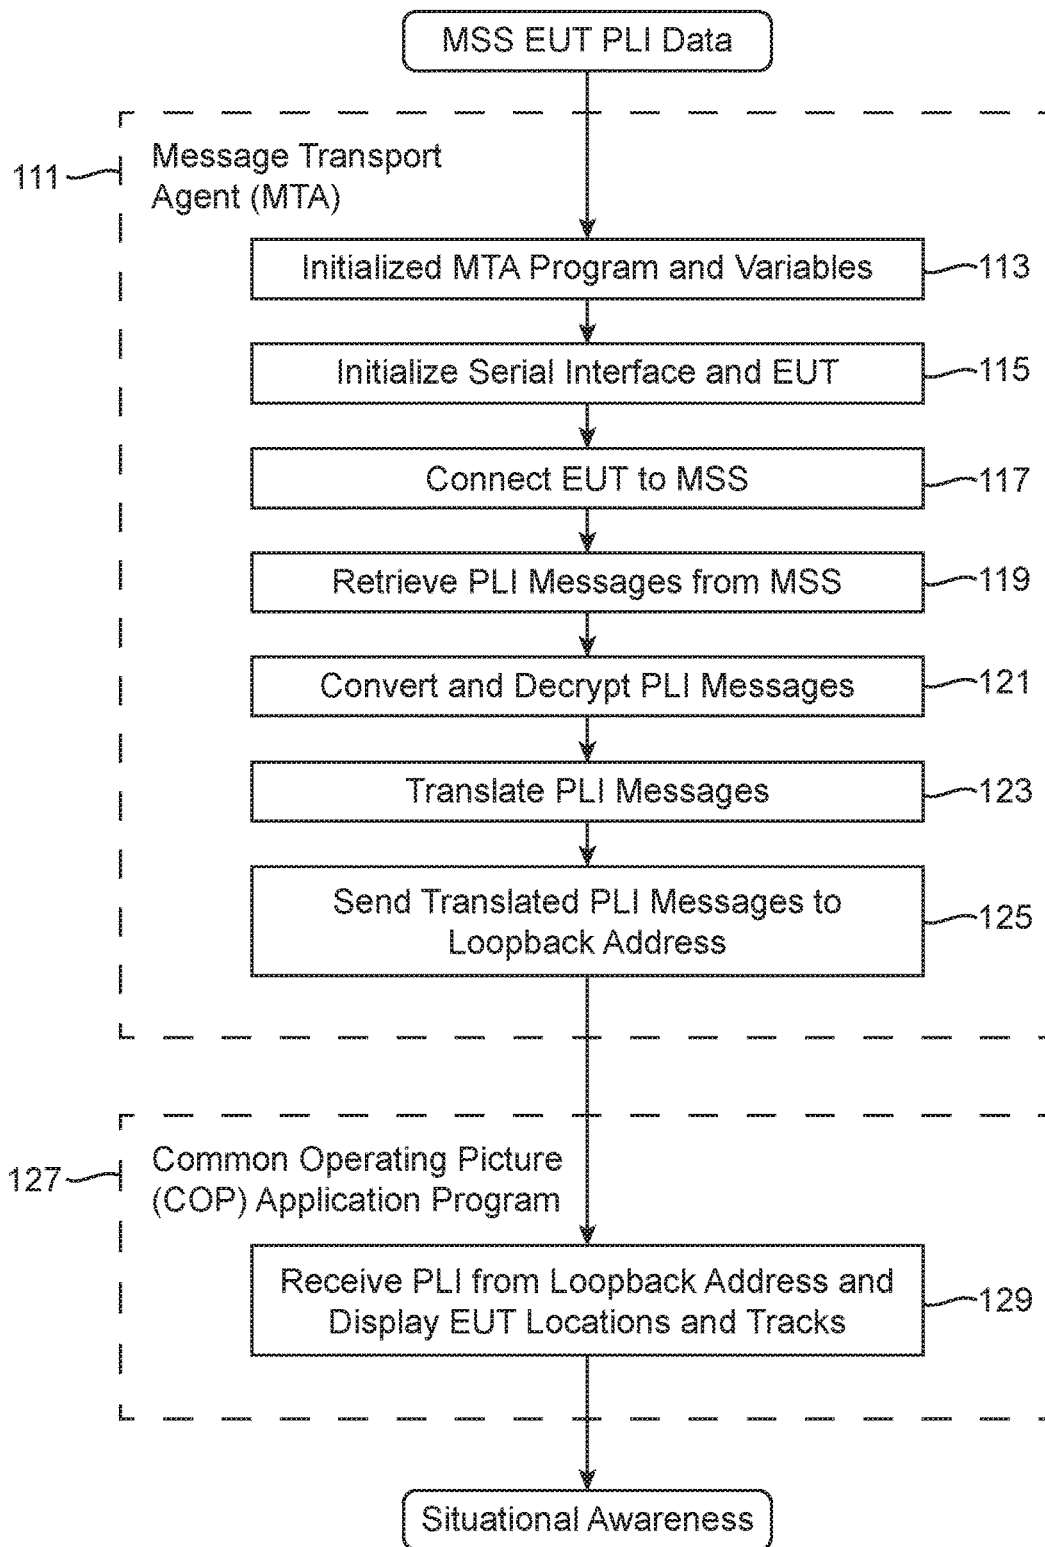 MSS EUT PLI Data
111
Message Transport
Agent (MTA)
Initialized MTA Program and Variables
113
Initialize Serial Interface and EUT
115
Connect EUT to MSS
117
Retrieve PLI Messages from MSS
119
Convert and Decrypt PLI Messages
121
Translate PLI Messages
123
Send Translated PLI Messages to
Loopback Address
125
127
Common Operating Picture
(COP) Application Program
Receive PLI from Loopback Address and
Display EUT Locations and Tracks
129
Situational Awareness